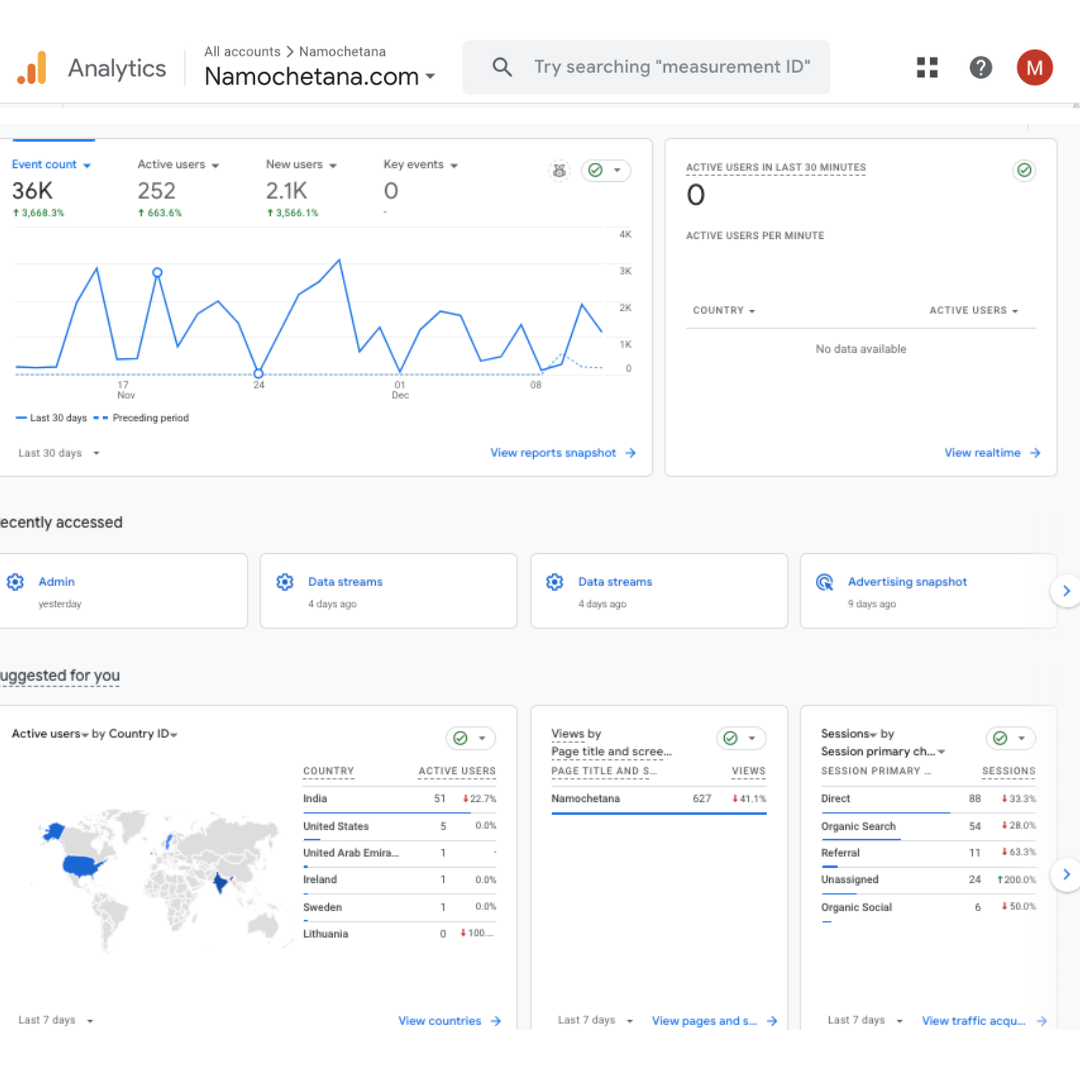 Analytics
All accounts > Namochetana
Namochetana.com
Try searching "measurement ID"
M
Event count
36K
↑ 3,668.3%
Active users
252
↑ 663.6%
New users
2.1K
↑ 3,566.1%
Key events
0
-
4K
3K
2K
1K
0
17
Nov
24
01
Dec
08
Last 30 days
Preceding period
Last 30 days
View reports snapshot
ACTIVE USERS IN LAST 30 MINUTES
0
ACTIVE USERS PER MINUTE
COUNTRY ACTIVE USERS
No data available
View realtime
ecently accessed
Admin
yesterday
Data streams
4 days ago
Data streams
4 days ago
Advertising snapshot
9 days ago
uggested for you
Active users by Country ID
COUNTRY ACTIVE USERS
India 51 ↓ 22.7%
United States 5 0.0%
United Arab Emira... 1 -
Ireland 1 0.0%
Sweden 1 0.0%
Lithuania 0 ↓ 100....
Last 7 days
View countries
Views by
Page title and scree...
PAGE TITLE AND S... VIEWS
Namochetana 627 ↓ 41.1%
Last 7 days
View pages and s...
Sessions by
Session primary ch...
SESSION PRIMARY ... SESSIONS
Direct 88 ↓ 33.3%
Organic Search 54 ↓ 28.0%
Referral 11 ↓ 63.3%
Unassigned 24 ↑ 200.0%
Organic Social 6 ↓ 50.0%
Last 7 days
View traffic acqu...